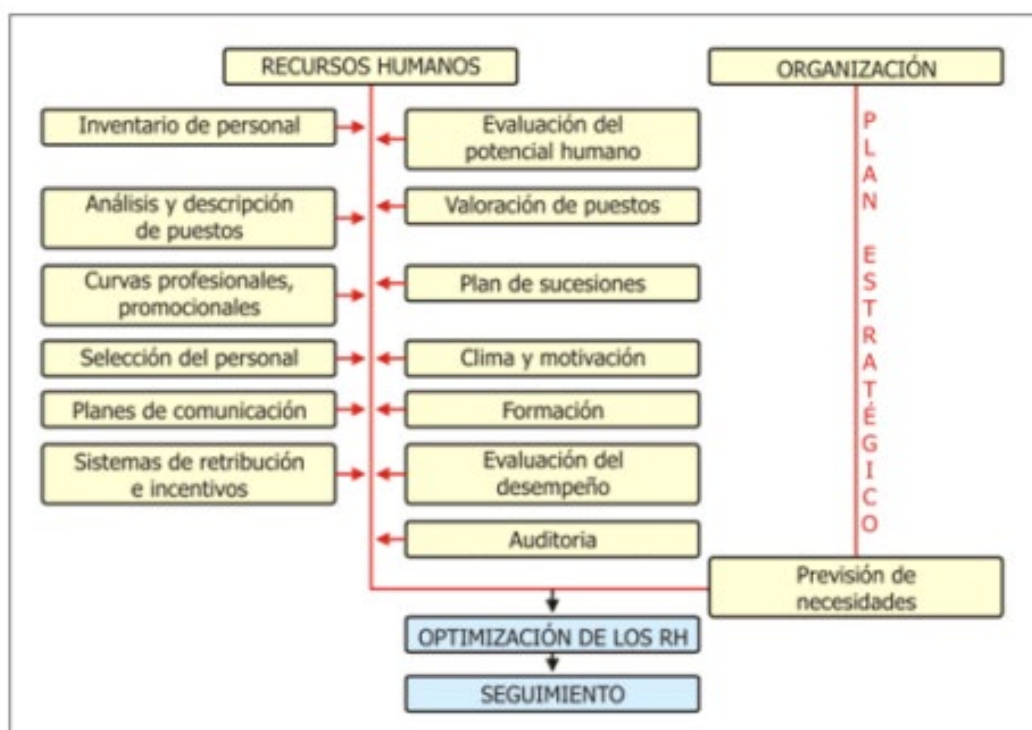 RECURSOS HUMANOS
ORGANIZACIÓN
Inventario de personal
Evaluación del
potencial humano
Análisis y descripción
de puestos
Valoración de puestos
Curvas profesionales,
promocionales
Plan de sucesiones
Selección del personal
Clima y motivación
Planes de comunicación
Formación
Sistemas de retribución
e incentivos
Evaluación del
desempeño
Auditoria
PLAN ESTRATÉGICO
Previsión de
necesidades
OPTIMIZACIÓN DE LOS RH
SEGUIMIENTO